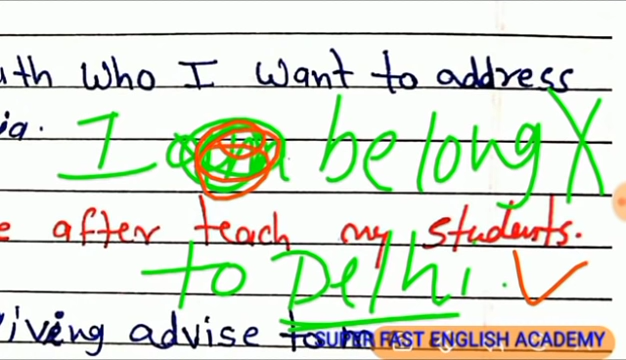 uth who I want to address
ia.
I belong X
e after teach my students.
to Delhi.
iving advise to m
SUPER FAST ENGLISH ACADEMY